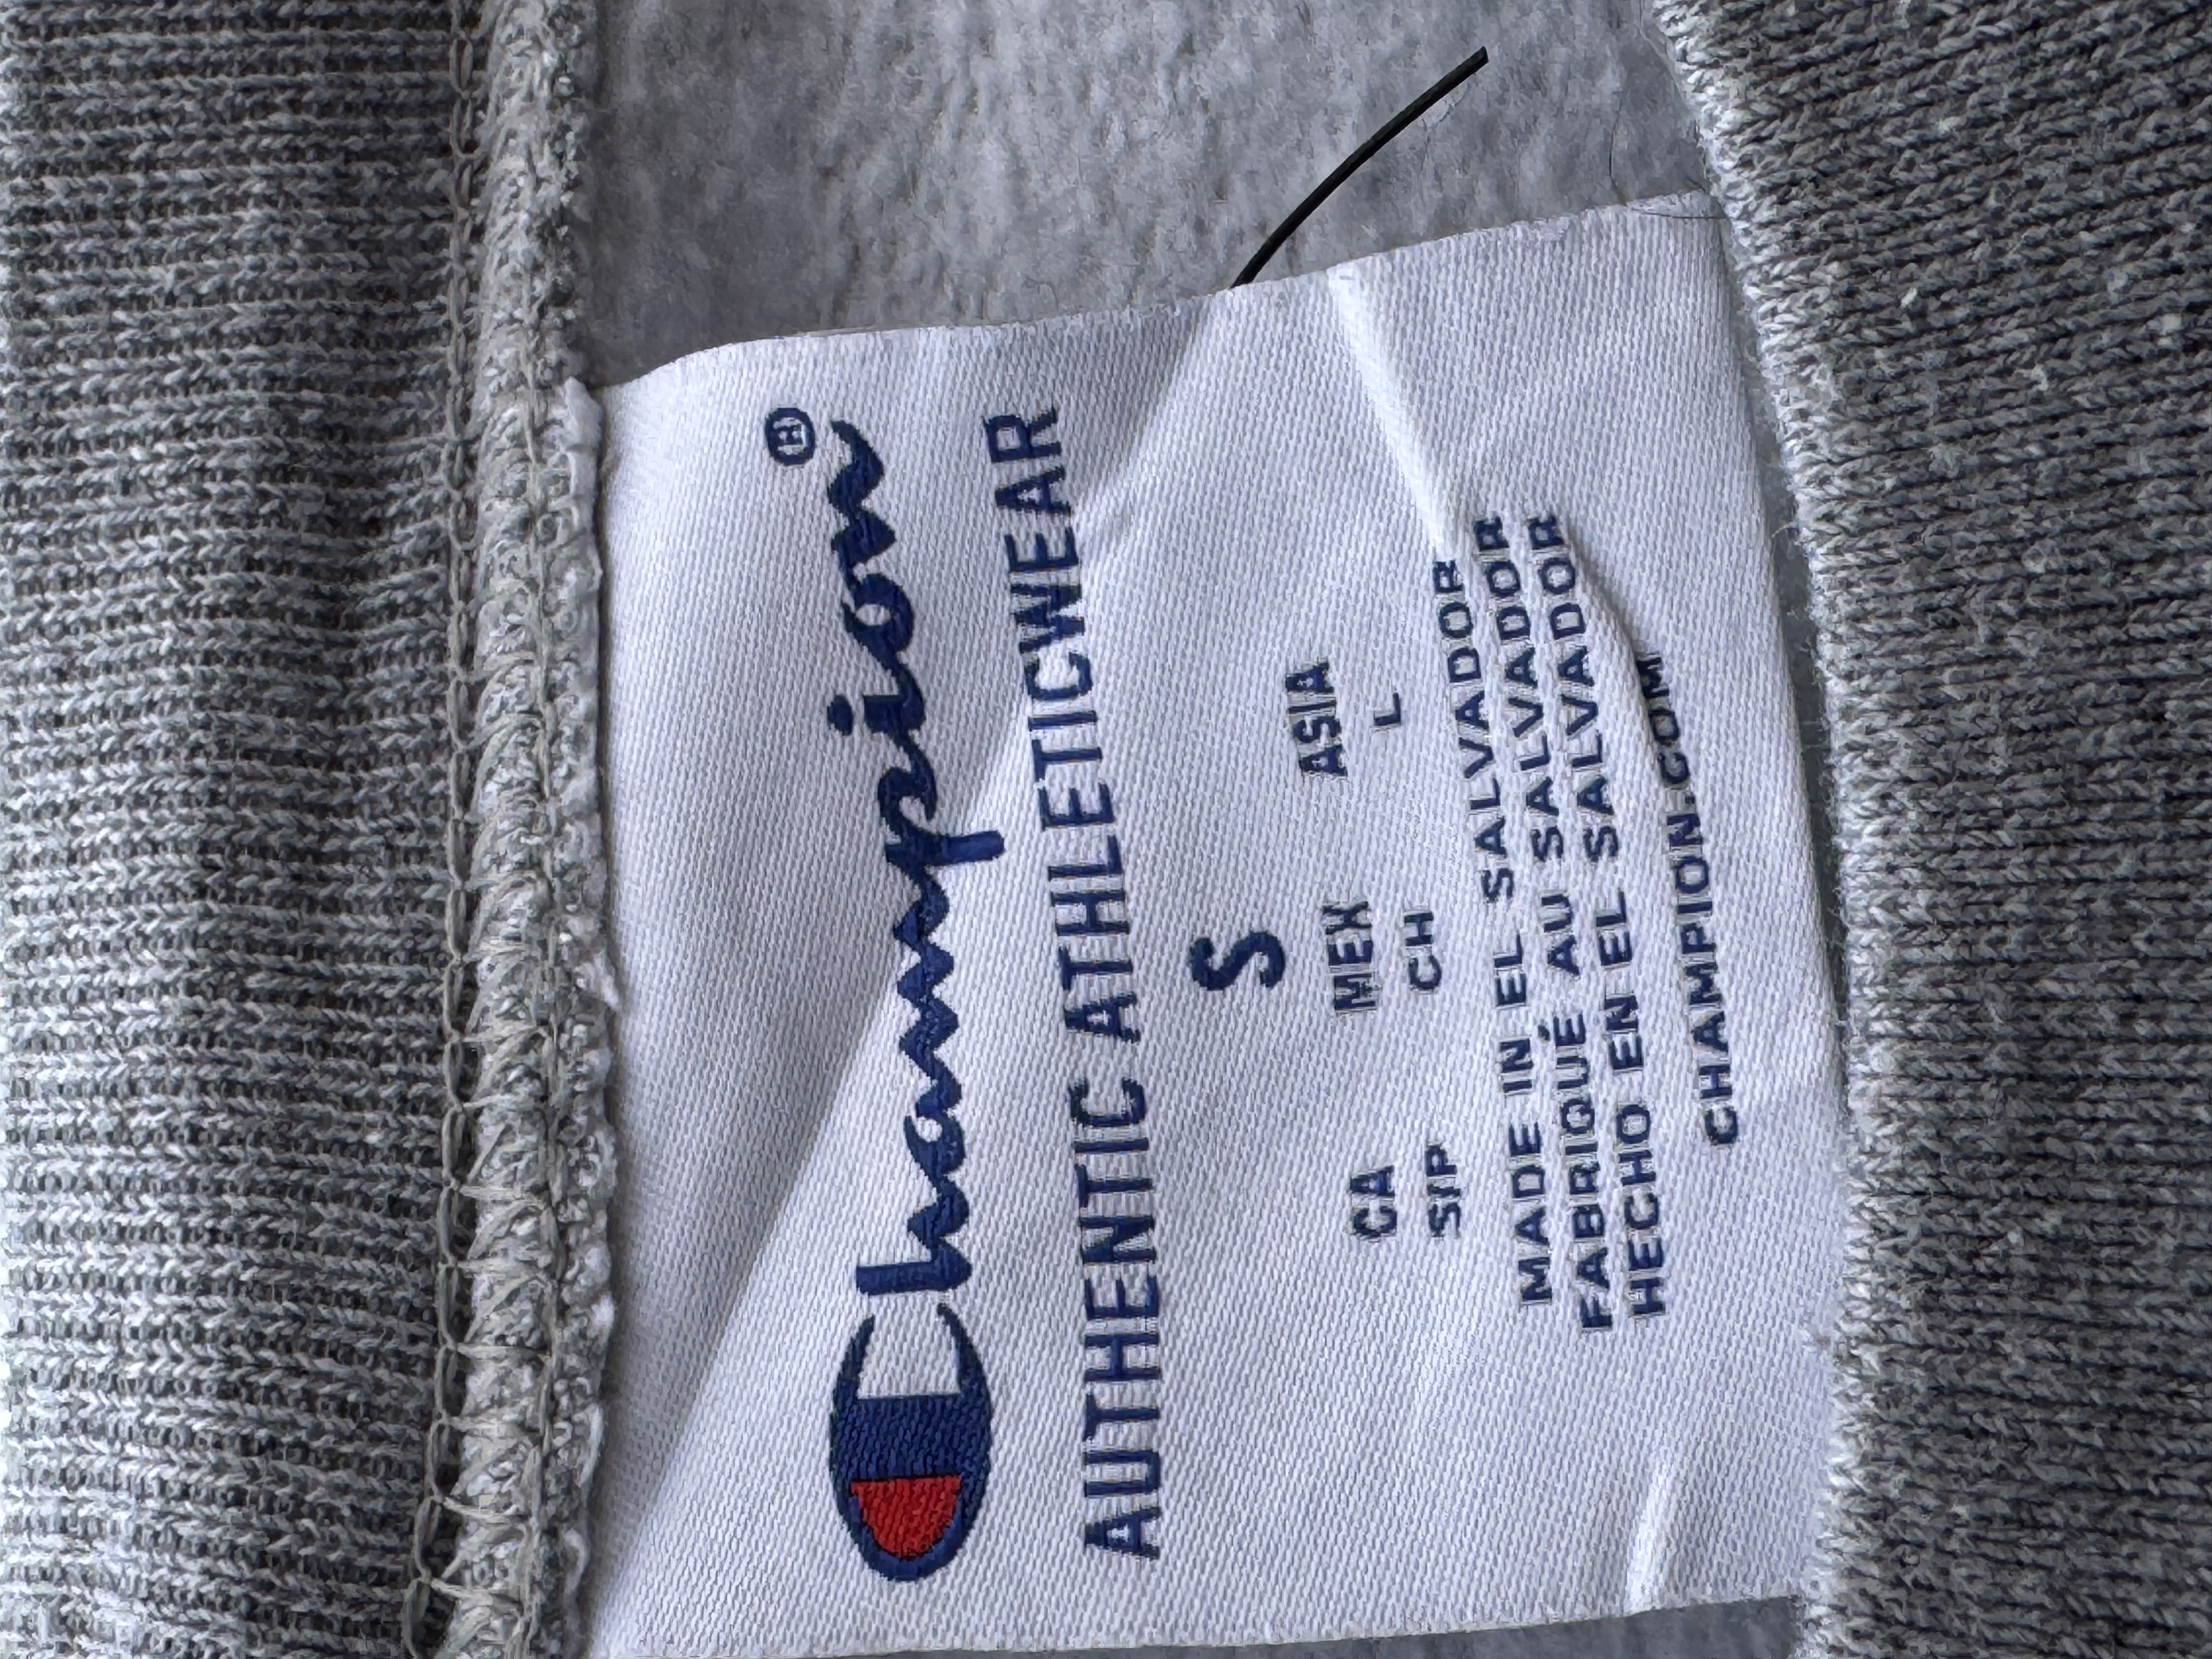 Champion®
AUTHENTIC ATHLETICWEAR
S
CA MEX ASIA
S/P CH L
MADE IN EL SALVADOR
FABRIQUÉ AU SALVADOR
HECHO EN EL SALVADOR
CHAMPION.COM